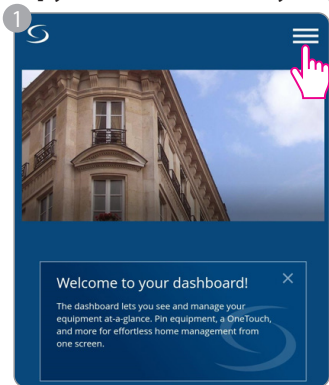 1
Welcome to your dashboard!
The dashboard lets you see and manage your
equipment at-a-glance. Pin equipment, a OneTouch,
and more for effortless home management from
one screen.